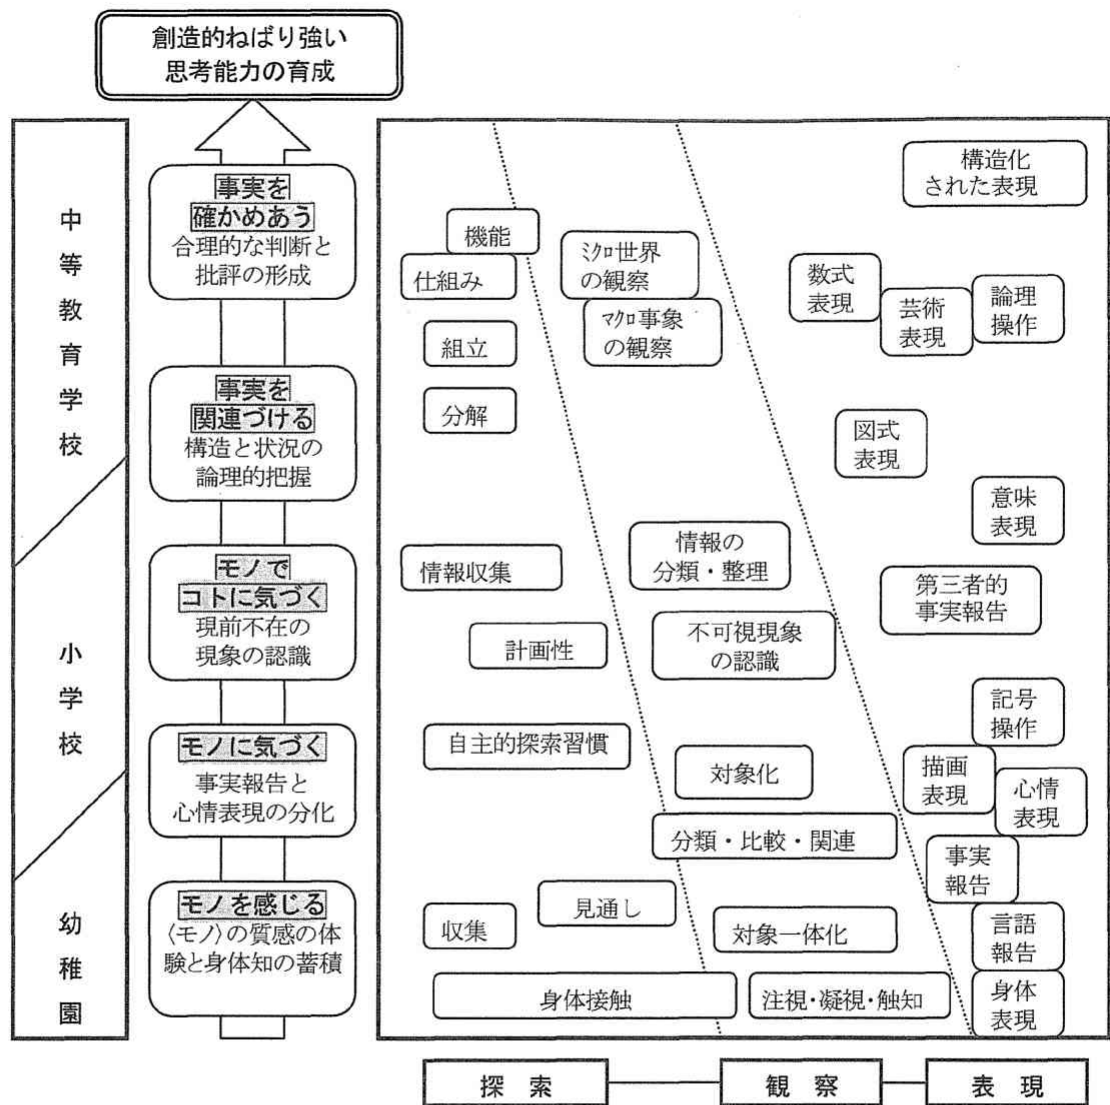 創造的ねばり強い
思考能力の育成
中等教育学校
小学校
幼稚園
事実を
確かめあう
合理的な判断と
批評の形成
事実を
関連づける
構造と状況の
論理的把握
モノで
コトに気づく
現前不在の
現象の認識
モノに気づく
事実報告と
心情表現の分化
モノを感じる
〈モノ〉の質感の体
験と身体知の蓄積
構造化
された表現
機能
仕組み
ミクロ世界
の観察
マクロ事象
の観察
数式
表現
芸術
表現
論理
操作
組立
分解
図式
表現
意味
表現
情報収集
情報の
分類・整理
第三者的
事実報告
計画性
不可視現象
の認識
記号
操作
自主的探索習慣
対象化
描画
表現
心情
表現
分類・比較・関連
事実
報告
見通し
収集
対象一体化
言語
報告
身体接触
注視・凝視・触知
身体
表現
探索
観察
表現